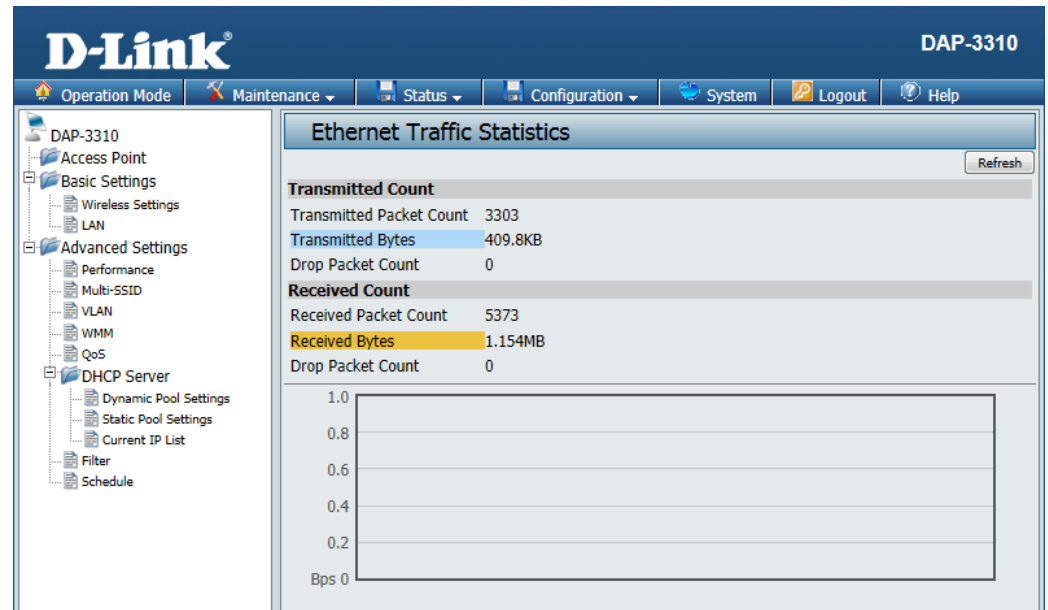 D-Link®
DAP-3310
Operation Mode Maintenance Status Configuration System Logout Help
DAP-3310
Access Point
Basic Settings
Wireless Settings
LAN
Advanced Settings
Performance
Multi-SSID
VLAN
WMM
QoS
DHCP Server
Dynamic Pool Settings
Static Pool Settings
Current IP List
Filter
Schedule
Ethernet Traffic Statistics
Refresh
Transmitted Count
Transmitted Packet Count 3303
Transmitted Bytes 409.8KB
Drop Packet Count 0
Received Count
Received Packet Count 5373
Received Bytes 1.154MB
Drop Packet Count 0
1.0
0.8
0.6
0.4
0.2
Bps 0